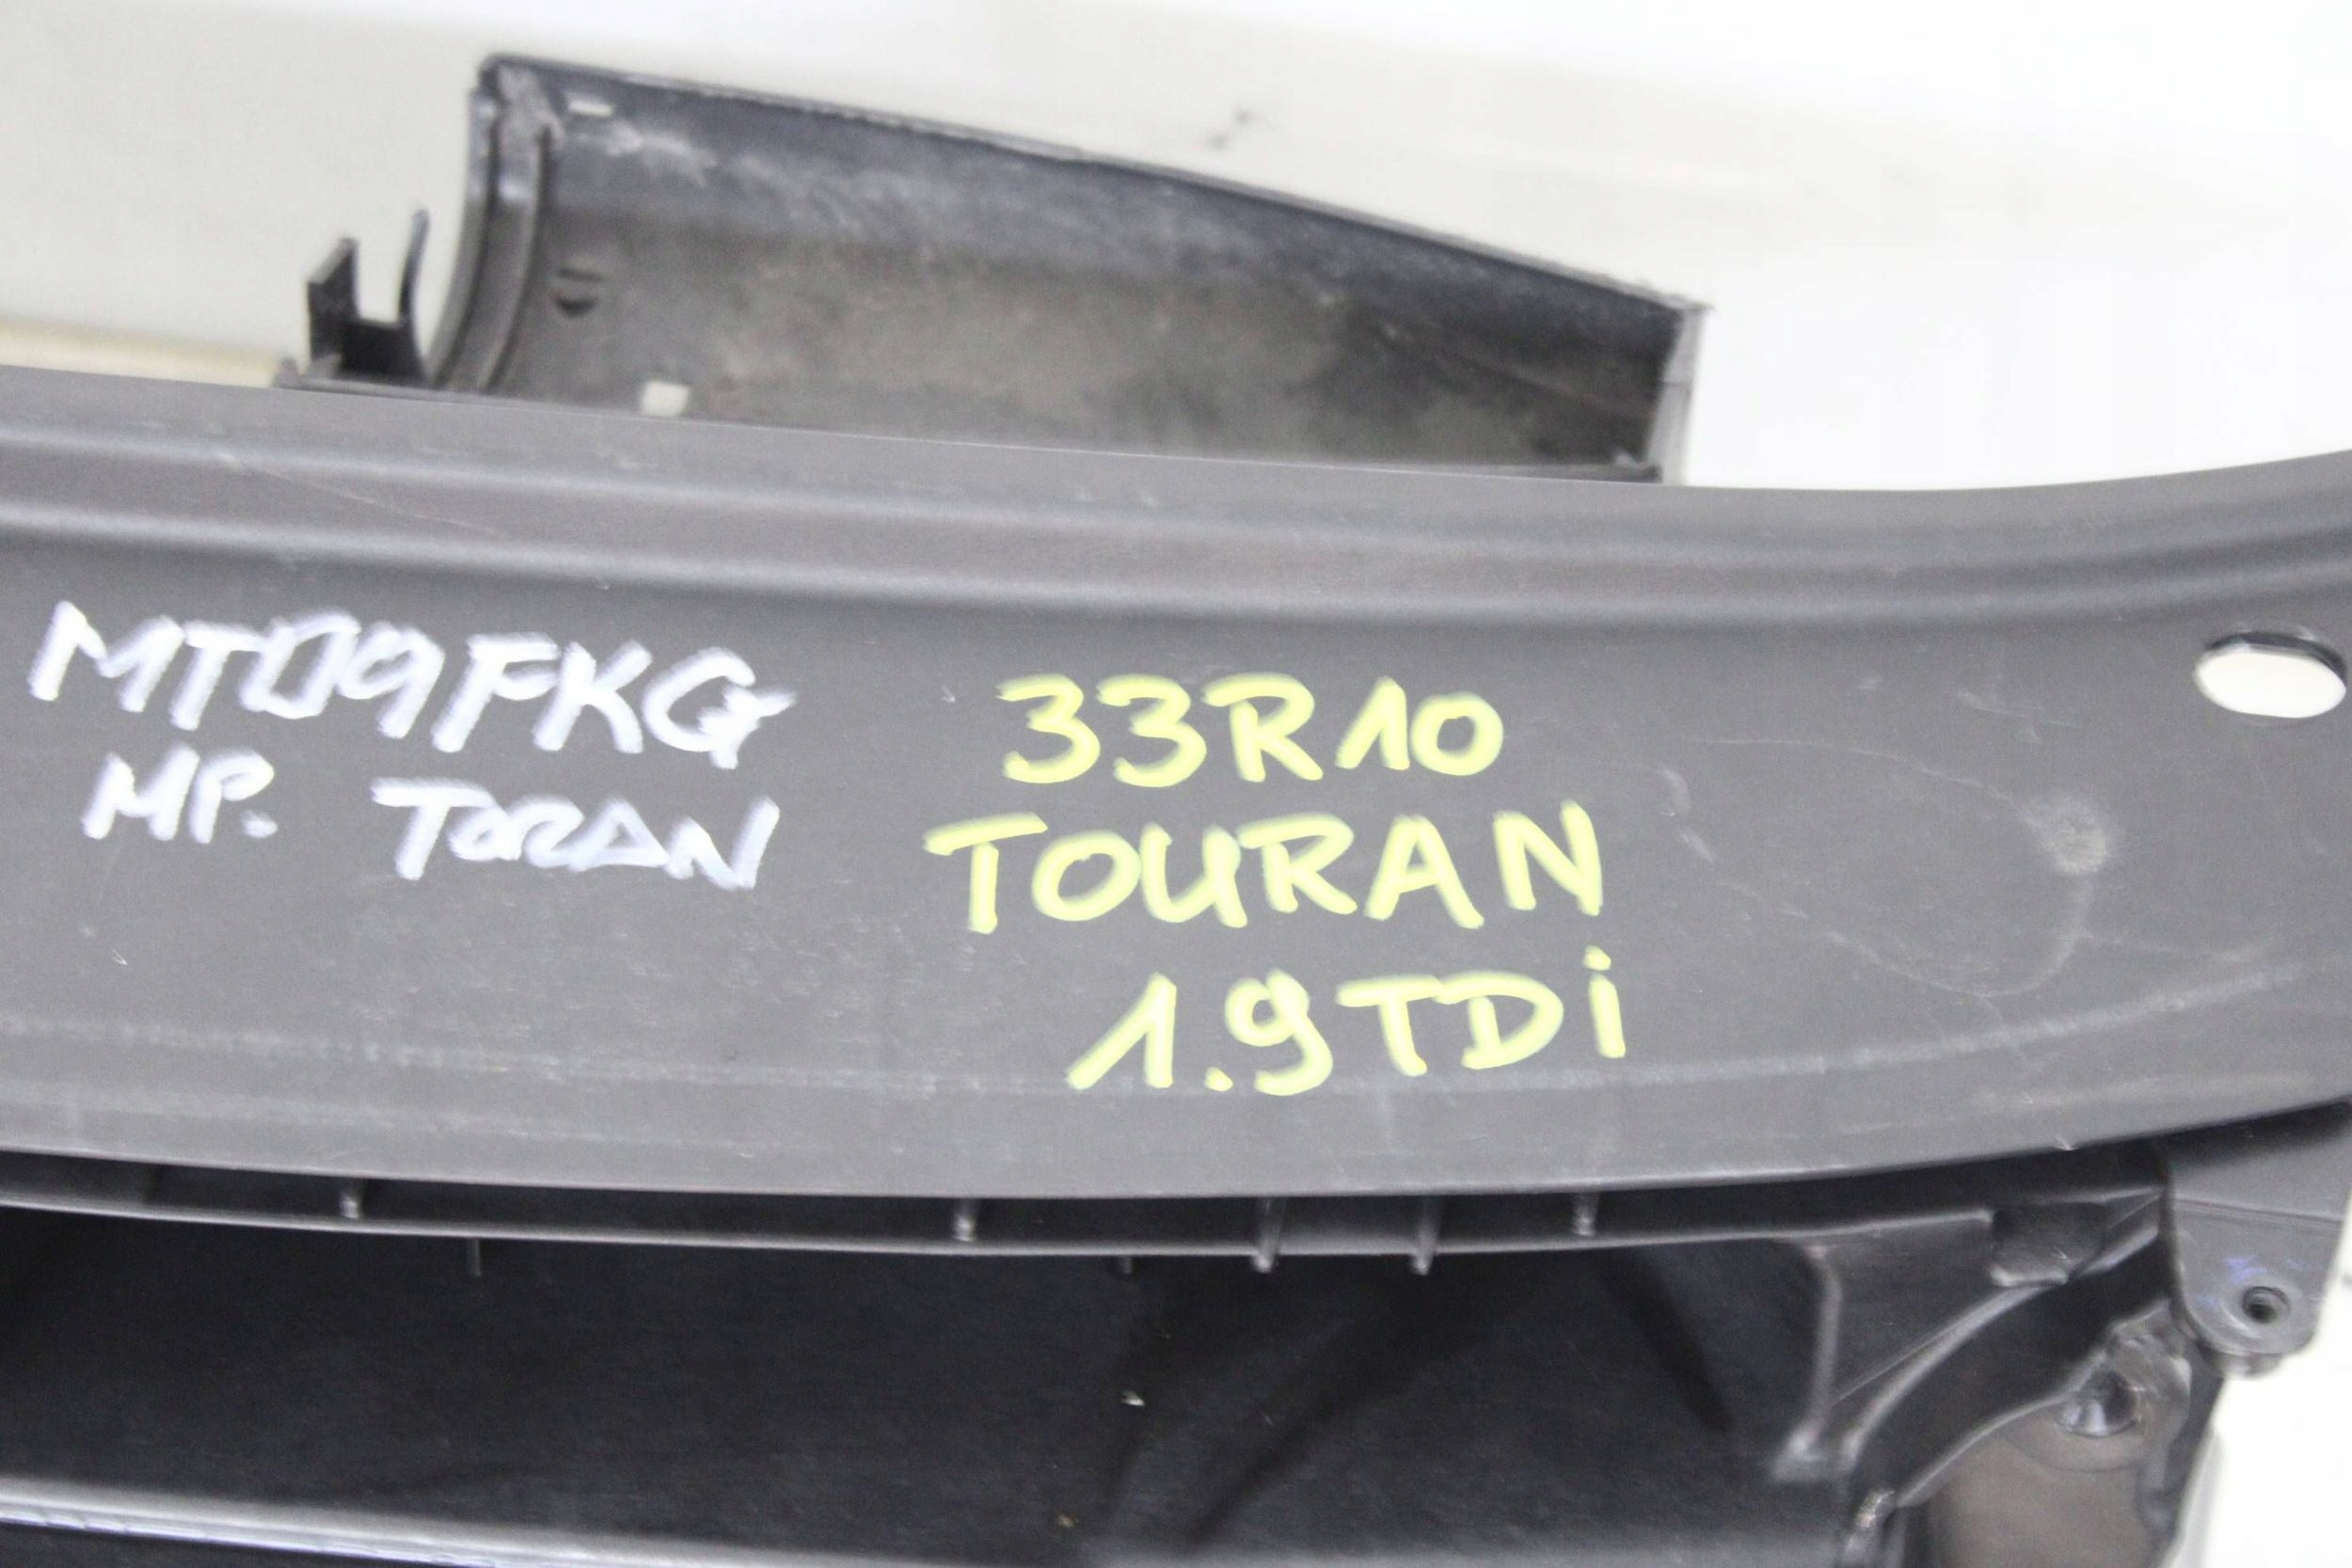 MT09FKG
MP. TORAN
33R10
TOURAN
1.9TDi